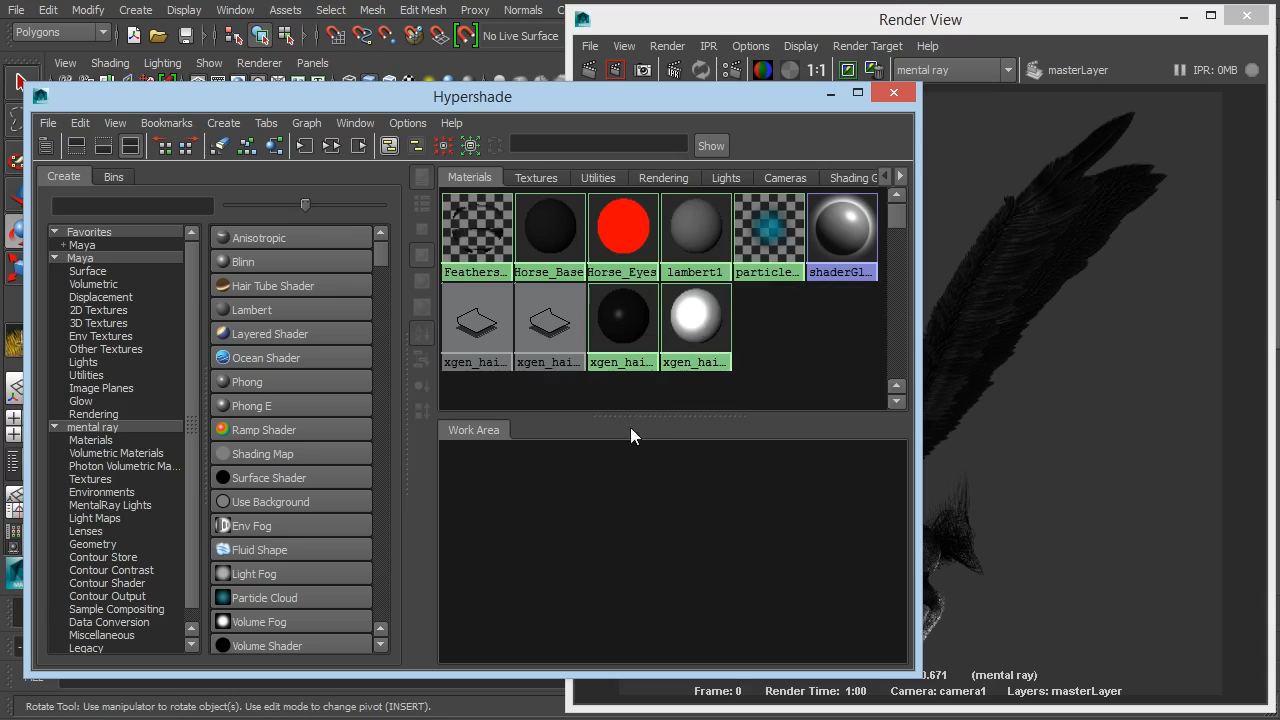 File Edit Modify Create Display Window Assets Select Mesh Edit Mesh Proxy Normals
Polygons
No Live Surface
View Shading Lighting Show Renderer Panels
Render View
File View Render IPR Options Display Render Target Help
1:1
mental ray
masterLayer
IPR: 0MB
Hypershade
File Edit View Bookmarks Create Tabs Graph Window Options Help
Show
Create Bins
Materials Textures Utilities Rendering Lights Cameras Shading G
Favorites
+ Maya
Maya
Surface
Volumetric
Displacement
2D Textures
3D Textures
Env Textures
Other Textures
Lights
Utilities
Image Planes
Glow
Rendering
mental ray
Materials
Volumetric Materials
Photon Volumetric Ma...
Textures
Environments
MentalRay Lights
Light Maps
Lenses
Geometry
Contour Store
Contour Contrast
Contour Shader
Contour Output
Sample Compositing
Data Conversion
Miscellaneous
Legacy
Anisotropic
Blinn
Hair Tube Shader
Lambert
Layered Shader
Ocean Shader
Phong
Phong E
Ramp Shader
Shading Map
Surface Shader
Use Background
Env Fog
Fluid Shape
Light Fog
Particle Cloud
Volume Fog
Volume Shader
Feathers... Horse_Base Horse_Eyes lambert1 particle... shaderGl...
xgen_hai... xgen_hai... xgen_hai... xgen_hai...
Work Area
0.671 (mental ray)
Frame: 0 Render Time: 1:00 Camera: camera1 Layers: masterLayer
Rotate Tool: Use manipulator to rotate object(s). Use edit mode to change pivot (INSERT).